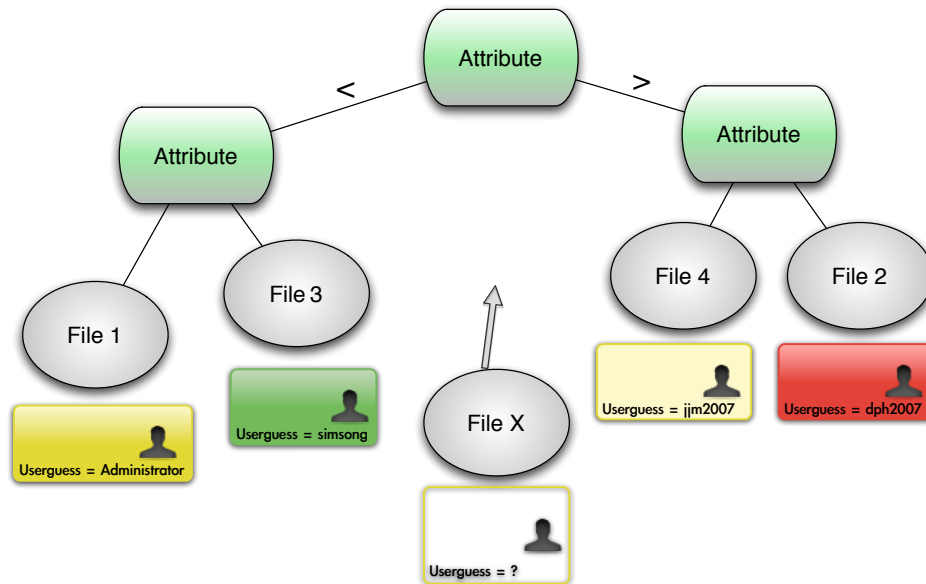 Attribute
<
>
Attribute
Attribute
File 1
File 3
File 4
File 2
File X
Userguess = Administrator
Userguess = simsong
Userguess = jjm2007
Userguess = dph2007
Userguess = ?